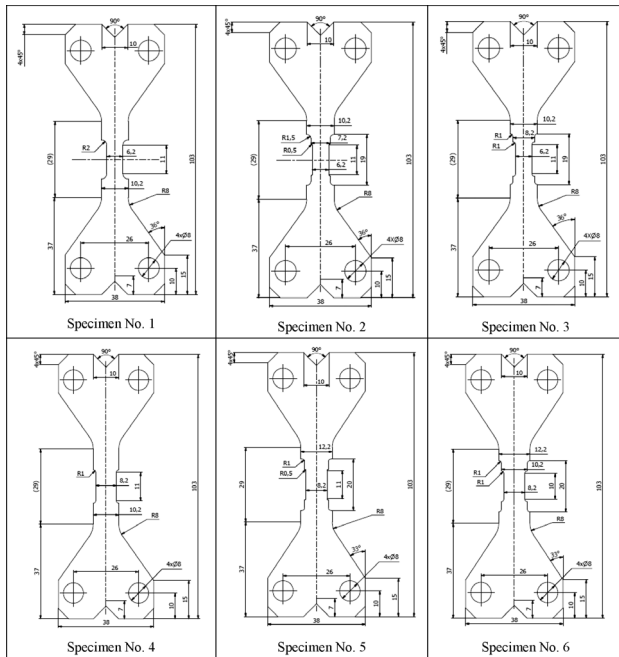 90°
4x45°
10
10,2
R2
6,2
11
(29)
103
10,2
R8
36°
26
4xØ8
37
15
10
7
38
Specimen No. 1
90°
4x45°
10
10,2
R1,5
7,2
R0,5
(29)
11
19
6,2
103
R8
36°
26
4XØ8
37
15
10
7
38
Specimen No. 2
90°
4x45°
10
10,2
R1
8,2
R1
(29)
6,2
11
19
103
R8
36°
26
4XØ8
37
15
10
7
38
Specimen No. 3
90°
4x45°
10
R1
8,2
11
(29)
103
10,2
R8
26
4xØ8
37
15
10
7
38
Specimen No. 4
90°
4x45°
10
12,2
R1
R0,5
29
8,2
11
20
103
R8
33°
26
4xØ8
37
15
10
7
38
Specimen No. 5
90°
4x45°
10
12,2
R1
10,2
R1
(29)
8,2
10
20
103
R8
33°
26
4xØ8
37
15
10
7
38
Specimen No. 6